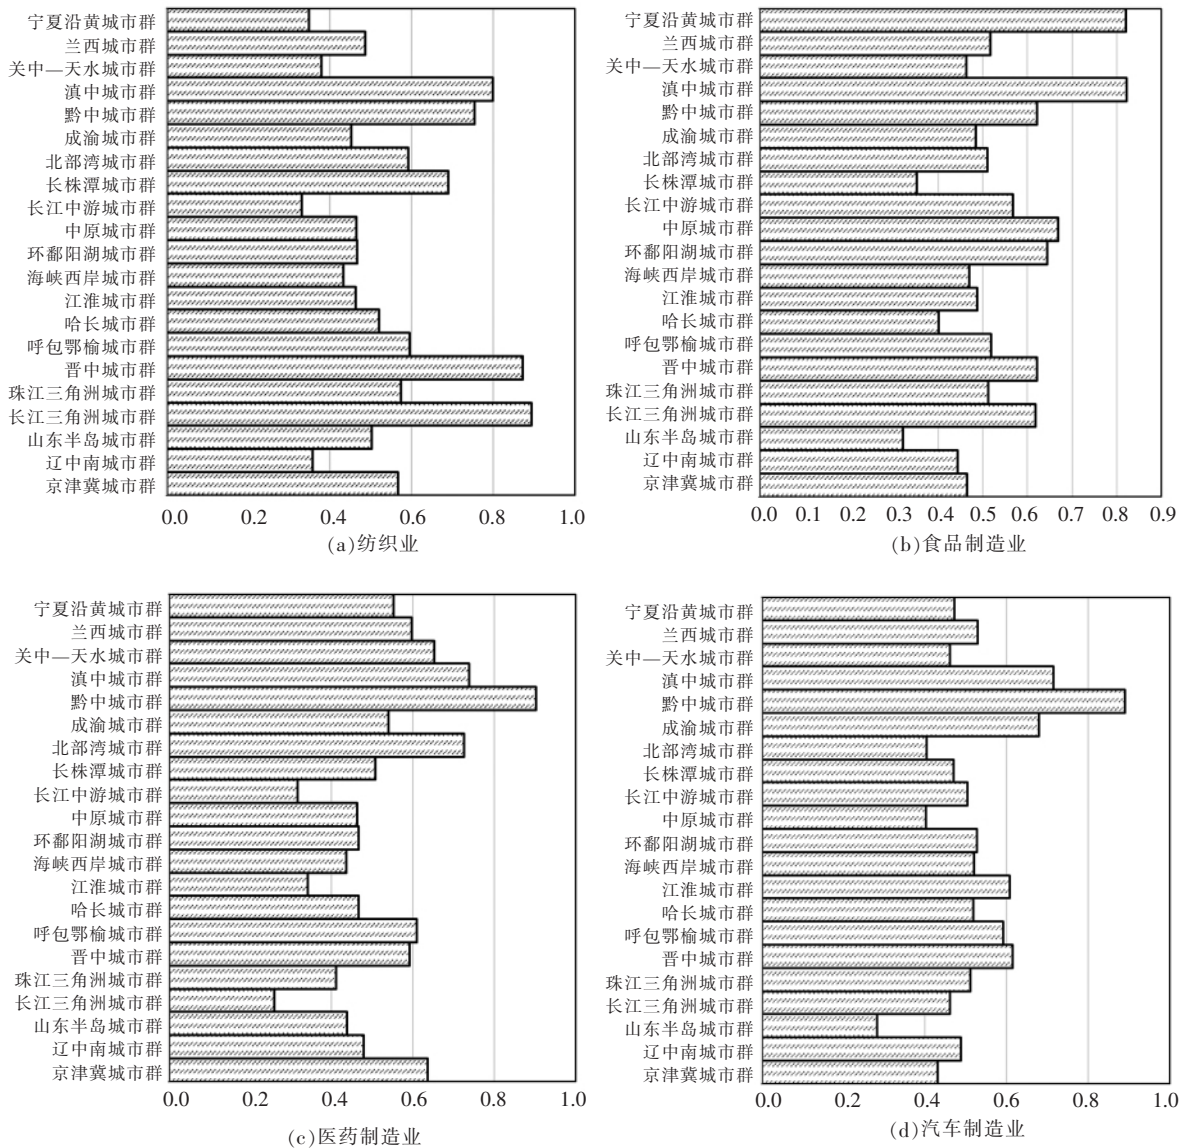 宁夏沿黄城市群
兰西城市群
关中—天水城市群
滇中城市群
黔中城市群
成渝城市群
北部湾城市群
长株潭城市群
长江中游城市群
中原城市群
环鄱阳湖城市群
海峡西岸城市群
江淮城市群
哈长城市群
呼包鄂榆城市群
晋中城市群
珠江三角洲城市群
长江三角洲城市群
山东半岛城市群
辽中南城市群
京津冀城市群
0.0 0.2 0.4 0.6 0.8 1.0
(a)纺织业
宁夏沿黄城市群
兰西城市群
关中—天水城市群
滇中城市群
黔中城市群
成渝城市群
北部湾城市群
长株潭城市群
长江中游城市群
中原城市群
环鄱阳湖城市群
海峡西岸城市群
江淮城市群
哈长城市群
呼包鄂榆城市群
晋中城市群
珠江三角洲城市群
长江三角洲城市群
山东半岛城市群
辽中南城市群
京津冀城市群
0.0 0.1 0.2 0.3 0.4 0.5 0.6 0.7 0.8 0.9
(b)食品制造业
宁夏沿黄城市群
兰西城市群
关中—天水城市群
滇中城市群
黔中城市群
成渝城市群
北部湾城市群
长株潭城市群
长江中游城市群
中原城市群
环鄱阳湖城市群
海峡西岸城市群
江淮城市群
哈长城市群
呼包鄂榆城市群
晋中城市群
珠江三角洲城市群
长江三角洲城市群
山东半岛城市群
辽中南城市群
京津冀城市群
0.0 0.2 0.4 0.6 0.8 1.0
(c)医药制造业
宁夏沿黄城市群
兰西城市群
关中—天水城市群
滇中城市群
黔中城市群
成渝城市群
北部湾城市群
长株潭城市群
长江中游城市群
中原城市群
环鄱阳湖城市群
海峡西岸城市群
江淮城市群
哈长城市群
呼包鄂榆城市群
晋中城市群
珠江三角洲城市群
长江三角洲城市群
山东半岛城市群
辽中南城市群
京津冀城市群
0.0 0.2 0.4 0.6 0.8 1.0
(d)汽车制造业